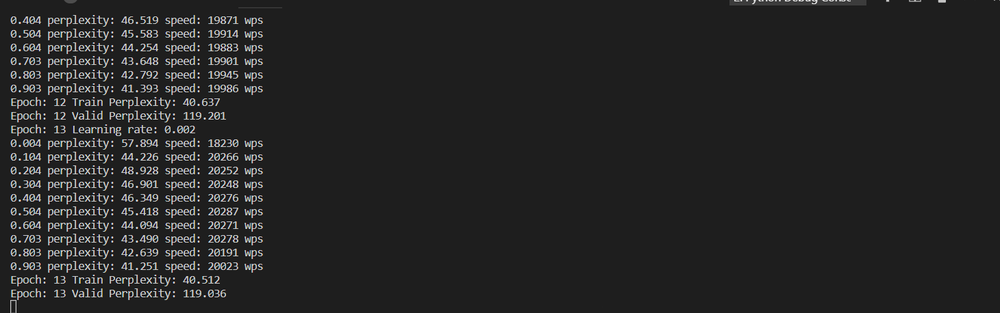 2: Python Debug Consc
0.404 perplexity: 46.519 speed: 19871 wps
0.504 perplexity: 45.583 speed: 19914 wps
0.604 perplexity: 44.254 speed: 19883 wps
0.703 perplexity: 43.648 speed: 19901 wps
0.803 perplexity: 42.792 speed: 19945 wps
0.903 perplexity: 41.393 speed: 19986 wps
Epoch: 12 Train Perplexity: 40.637
Epoch: 12 Valid Perplexity: 119.201
Epoch: 13 Learning rate: 0.002
0.004 perplexity: 57.894 speed: 18230 wps
0.104 perplexity: 44.226 speed: 20266 wps
0.204 perplexity: 48.928 speed: 20252 wps
0.304 perplexity: 46.901 speed: 20248 wps
0.404 perplexity: 46.349 speed: 20276 wps
0.504 perplexity: 45.418 speed: 20287 wps
0.604 perplexity: 44.094 speed: 20271 wps
0.703 perplexity: 43.490 speed: 20278 wps
0.803 perplexity: 42.639 speed: 20191 wps
0.903 perplexity: 41.251 speed: 20023 wps
Epoch: 13 Train Perplexity: 40.512
Epoch: 13 Valid Perplexity: 119.036